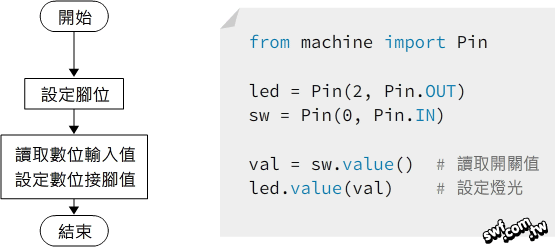 開始
設定腳位
讀取數位輸入值
設定數位接腳值
結束
from machine import Pin
led = Pin(2, Pin.OUT)
sw = Pin(0, Pin.IN)
val = sw.value()  # 讀取開關值
led.value(val)    # 設定燈光
swf.com.tw